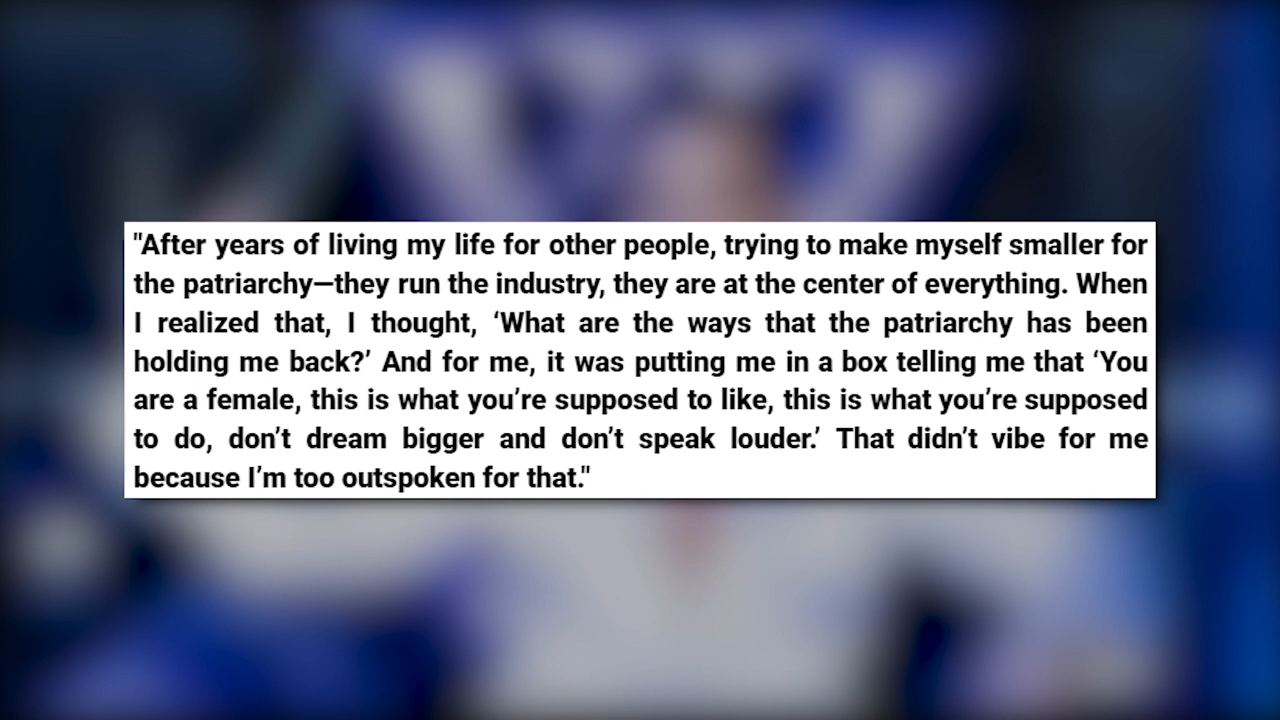 "After years of living my life for other people, trying to make myself smaller for
the patriarchy—they run the industry, they are at the center of everything. When
I realized that, I thought, ‘What are the ways that the patriarchy has been
holding me back?’ And for me, it was putting me in a box telling me that ‘You
are a female, this is what you’re supposed to like, this is what you’re supposed
to do, don’t dream bigger and don’t speak louder.’ That didn’t vibe for me
because I’m too outspoken for that."